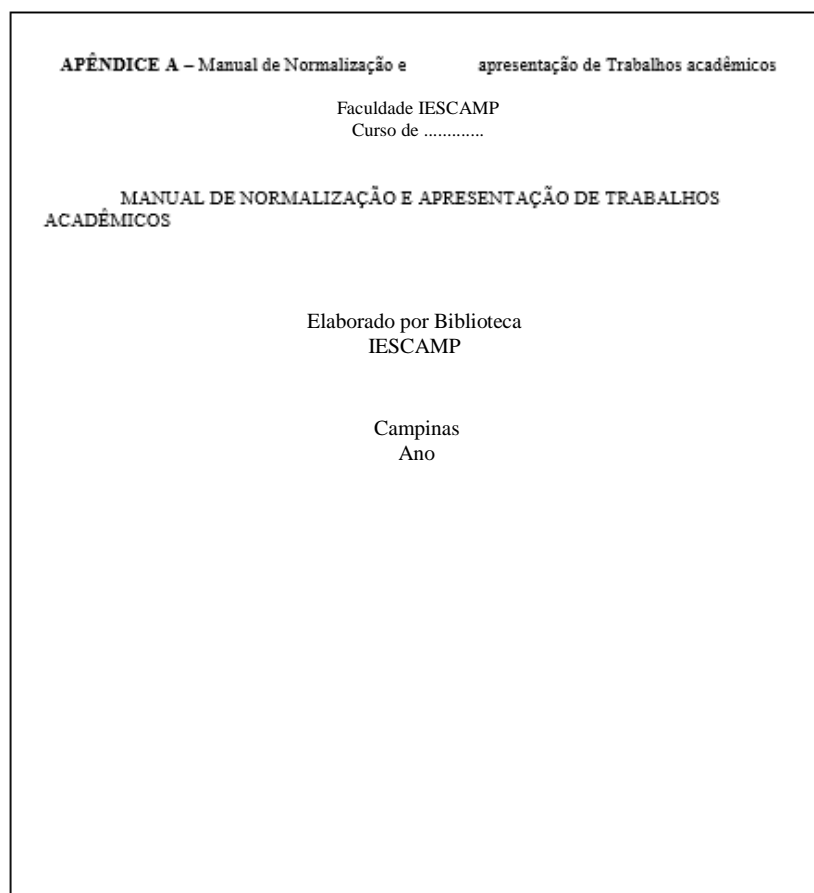 APÊNDICE A – Manual de Normalização e apresentação de Trabalhos acadêmicos
Faculdade IESCAMP
Curso de .............
MANUAL DE NORMALIZAÇÃO E APRESENTAÇÃO DE TRABALHOS
ACADÊMICOS
Elaborado por Biblioteca
IESCAMP
Campinas
Ano